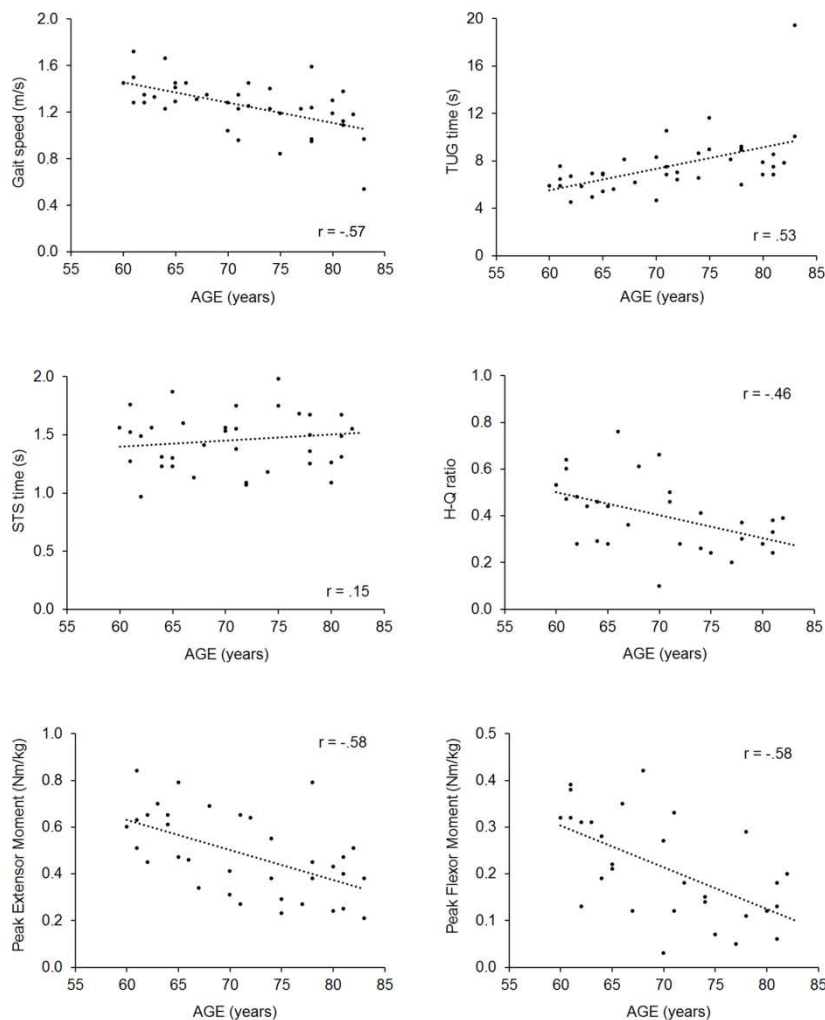 Gait speed (m/s)
2.0
1.6
1.2
0.8
0.4
0.0
r = -.57
55 60 65 70 75 80 85
AGE (years)
TUG time (s)
20
16
12
8
4
0
r = .53
55 60 65 70 75 80 85
AGE (years)
STS time (s)
2.0
1.5
1.0
0.5
0.0
r = .15
55 60 65 70 75 80 85
AGE (years)
H-Q ratio
r = -.46
1.0
0.8
0.6
0.4
0.2
0.0
55 60 65 70 75 80 85
AGE (years)
Peak Extensor Moment (Nm/kg)
1.0
0.8
0.6
0.4
0.2
0.0
r = -.58
55 60 65 70 75 80 85
AGE (years)
Peak Flexor Moment (Nm/kg)
0.5
0.4
0.3
0.2
0.1
0.0
r = -.58
55 60 65 70 75 80 85
AGE (years)